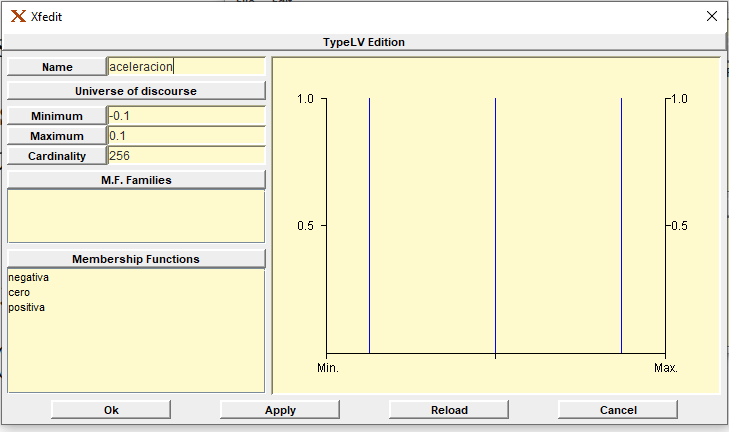 Xfedit
TypeLV Edition
Name aceleracion
Universe of discourse
Minimum -0.1
Maximum 0.1
Cardinality 256
M.F. Families
Membership Functions
negativa
cero
positiva
1.0 1.0
0.5 0.5
Min. Max.
Ok Apply Reload Cancel